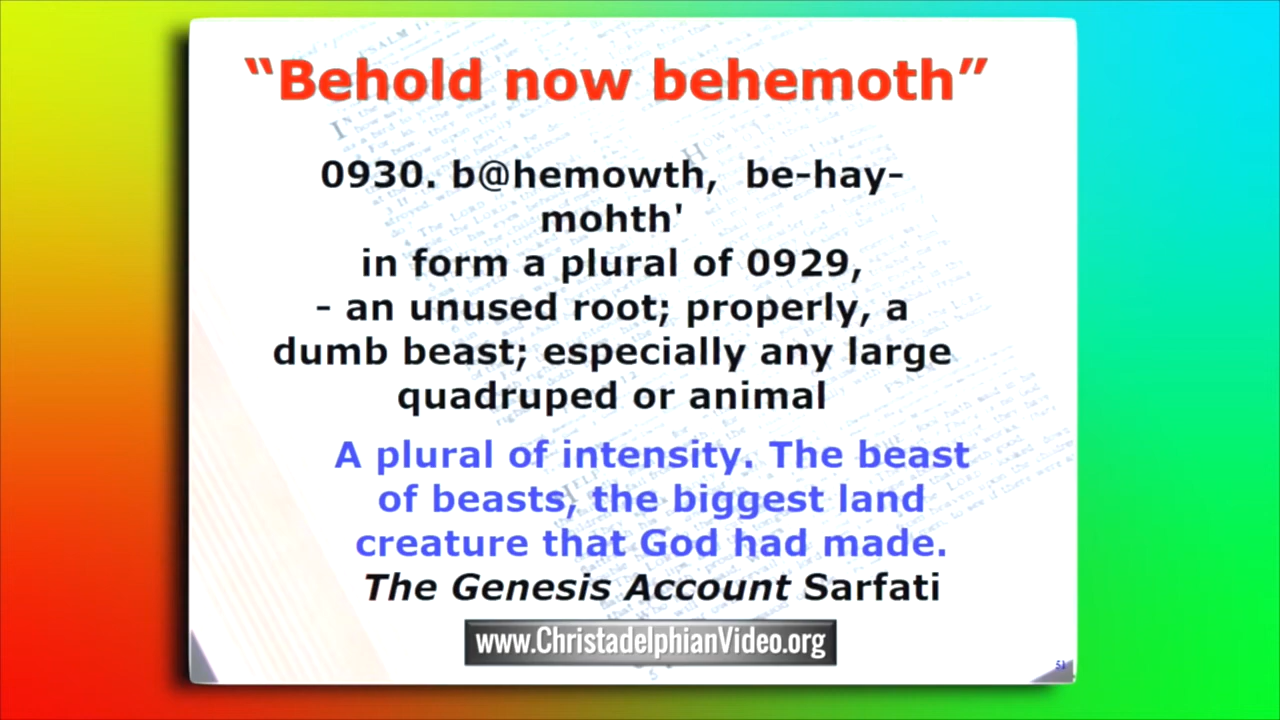 “Behold now behemoth”
0930. b@hemowth,  be-hay-
mohth'
in form a plural of 0929,
- an unused root; properly, a
dumb beast; especially any large
quadruped or animal
A plural of intensity. The beast
of beasts, the biggest land
creature that God had made.
The Genesis Account Sarfati
www.ChristadelphianVideo.org
51